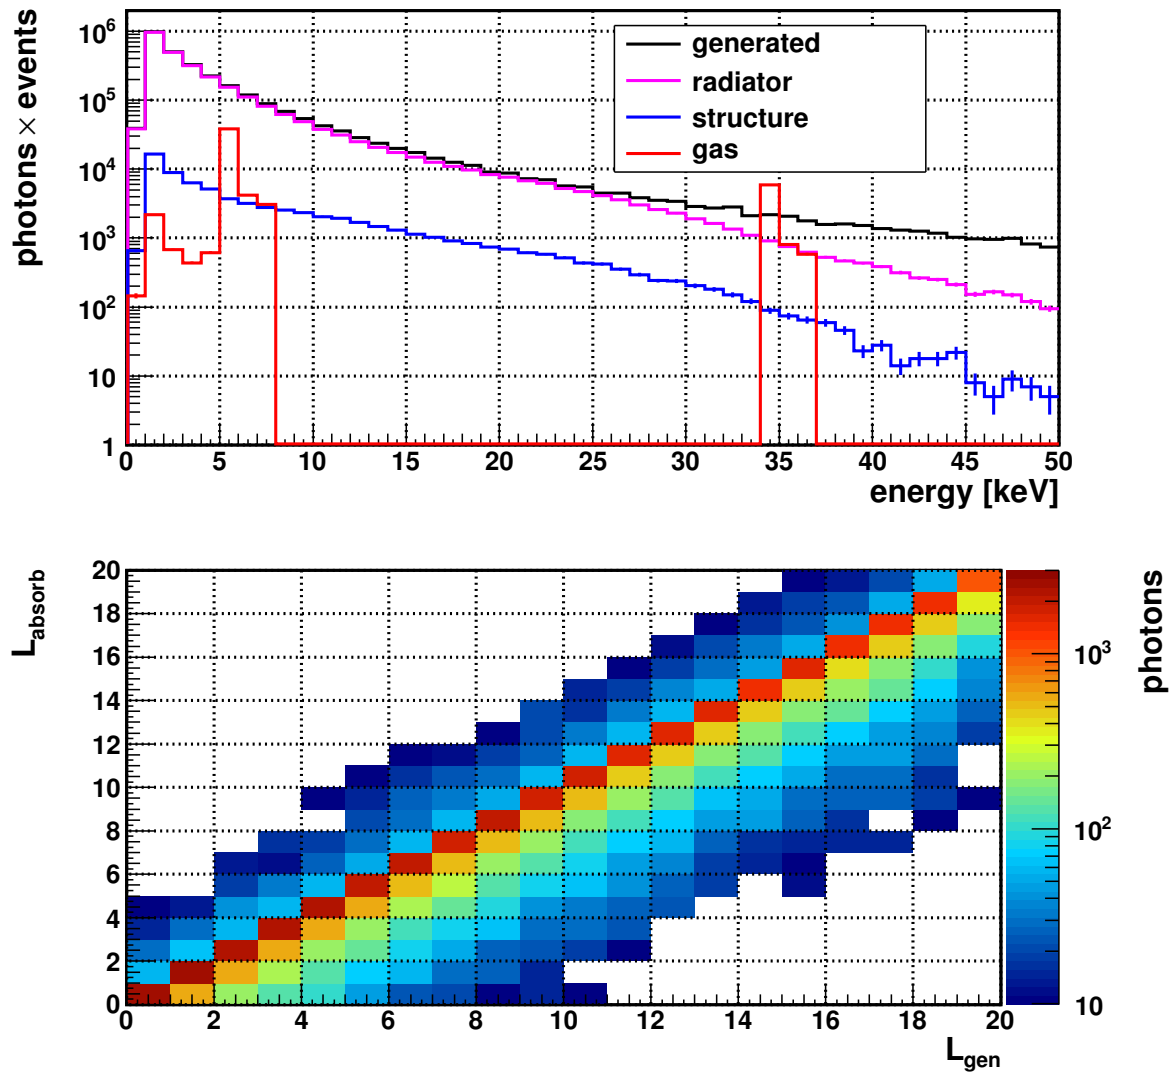 photons × events
10⁶
10⁵
10⁴
10³
10²
10
1
generated
radiator
structure
gas
0 5 10 15 20 25 30 35 40 45 50
energy [keV]
L_absorb
20
18
16
14
12
10
8
6
4
2
0
0 2 4 6 8 10 12 14 16 18 20
L_gen
photons
10³
10²
10